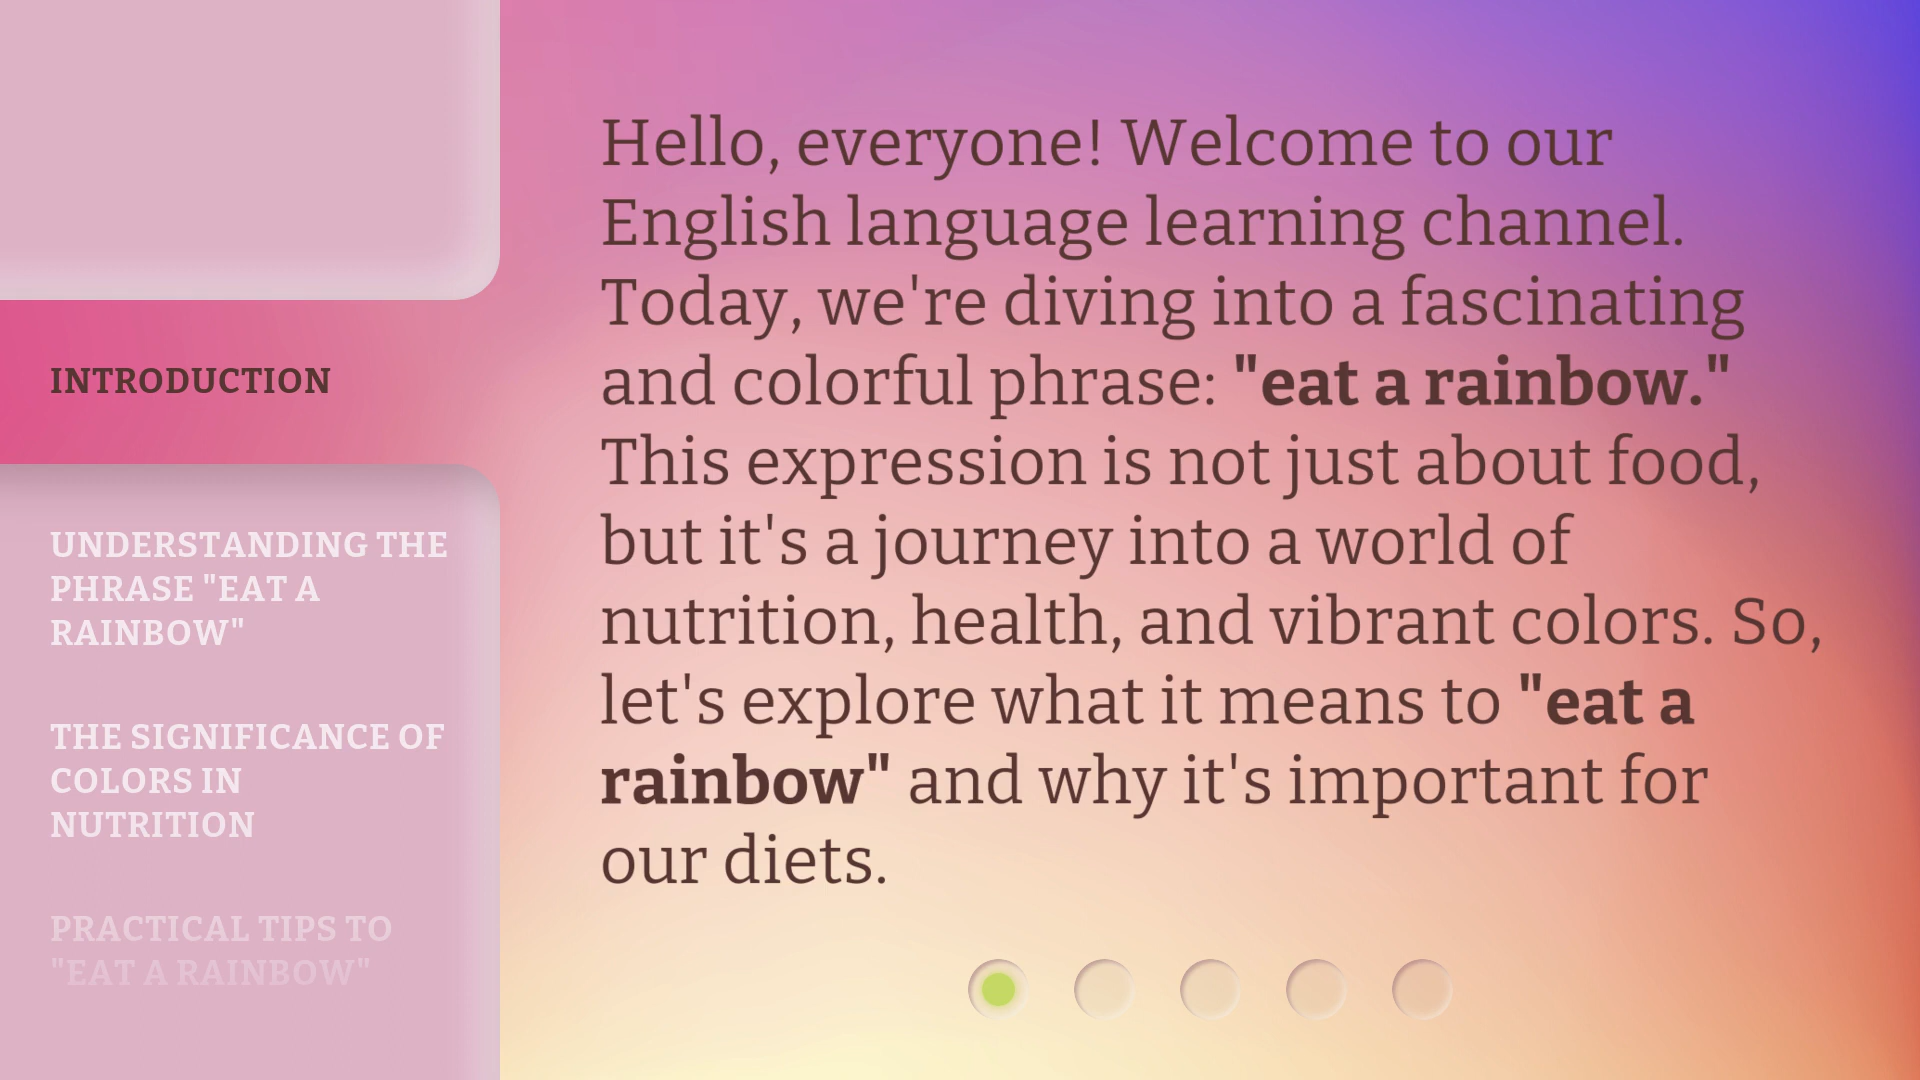 INTRODUCTION
UNDERSTANDING THE
PHRASE "EAT A
RAINBOW"
THE SIGNIFICANCE OF
COLORS IN
NUTRITION
PRACTICAL TIPS TO
"EAT A RAINBOW"
Hello, everyone! Welcome to our
English language learning channel.
Today, we're diving into a fascinating
and colorful phrase: "eat a rainbow."
This expression is not just about food,
but it's a journey into a world of
nutrition, health, and vibrant colors. So,
let's explore what it means to "eat a
rainbow" and why it's important for
our diets.